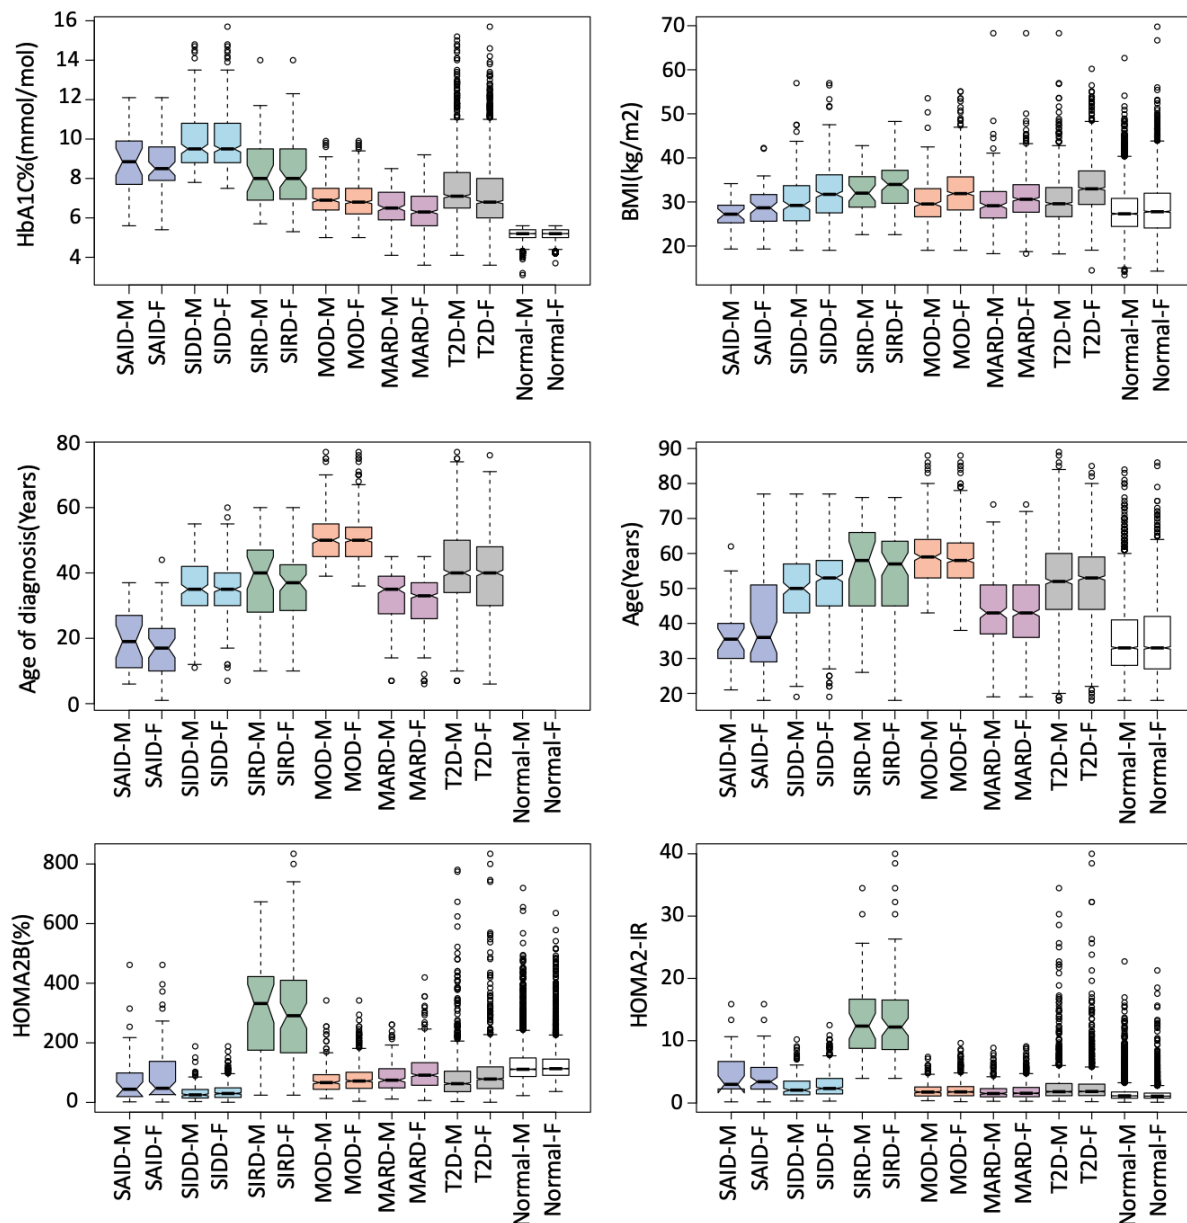 HbA1C%(mmol/mol)
16
14
12
10
8
6
4
SAID-M
SAID-F
SIDD-M
SIDD-F
SIRD-M
SIRD-F
MOD-M
MOD-F
MARD-M
MARD-F
T2D-M
T2D-F
Normal-M
Normal-F
BMI(kg/m2)
70
60
50
40
30
20
SAID-M
SAID-F
SIDD-M
SIDD-F
SIRD-M
SIRD-F
MOD-M
MOD-F
MARD-M
MARD-F
T2D-M
T2D-F
Normal-M
Normal-F
Age of diagnosis(Years)
80
60
40
20
0
SAID-M
SAID-F
SIDD-M
SIDD-F
SIRD-M
SIRD-F
MOD-M
MOD-F
MARD-M
MARD-F
T2D-M
T2D-F
Normal-M
Normal-F
Age(Years)
90
80
70
60
50
40
30
20
SAID-M
SAID-F
SIDD-M
SIDD-F
SIRD-M
SIRD-F
MOD-M
MOD-F
MARD-M
MARD-F
T2D-M
T2D-F
Normal-M
Normal-F
HOMA2B(%)
800
600
400
200
0
SAID-M
SAID-F
SIDD-M
SIDD-F
SIRD-M
SIRD-F
MOD-M
MOD-F
MARD-M
MARD-F
T2D-M
T2D-F
Normal-M
Normal-F
HOMA2-IR
40
30
20
10
0
SAID-M
SAID-F
SIDD-M
SIDD-F
SIRD-M
SIRD-F
MOD-M
MOD-F
MARD-M
MARD-F
T2D-M
T2D-F
Normal-M
Normal-F